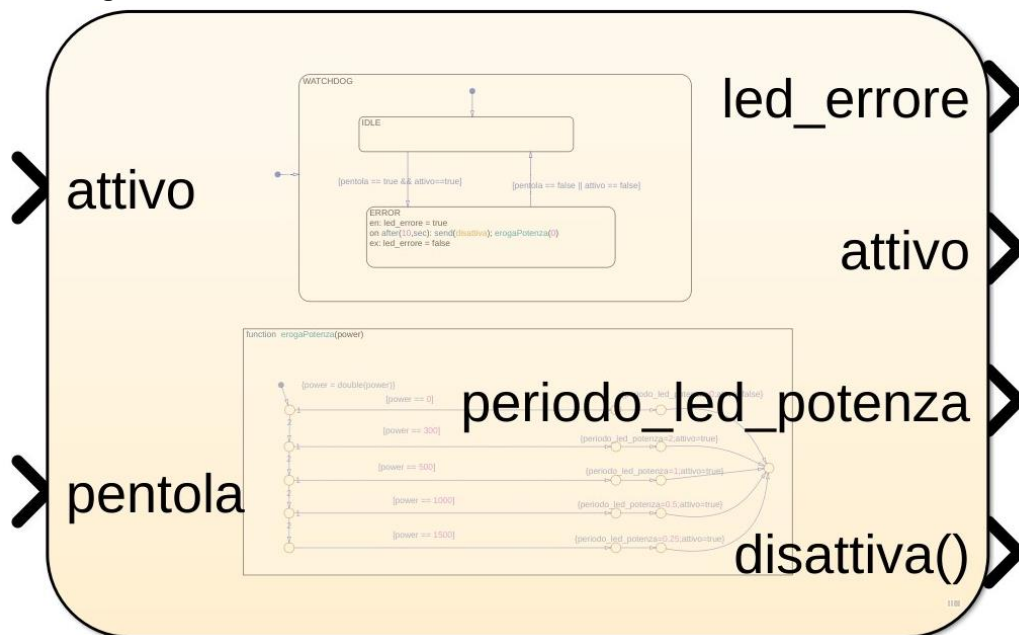 WATCHDOG
led_errore
IDLE
attivo
[pentola == true && attivo==true]
[pentola == false || attivo == false]
ERROR
en: led_errore = true
on after(10,sec): send(disattiva); erogaPotenza(0)
ex: led_errore = false
attivo
function erogaPotenza(power)
{power = double(power)}
[power == 0]
periodo_led_potenza
[power == 300]
{periodo_led_potenza=2;attivo=true}
[power == 500]
{periodo_led_potenza=1;attivo=true}
pentola
[power == 1000]
{periodo_led_potenza=0.5;attivo=true}
[power == 1500]
{periodo_led_potenza=0.25;attivo=true}
disattiva()